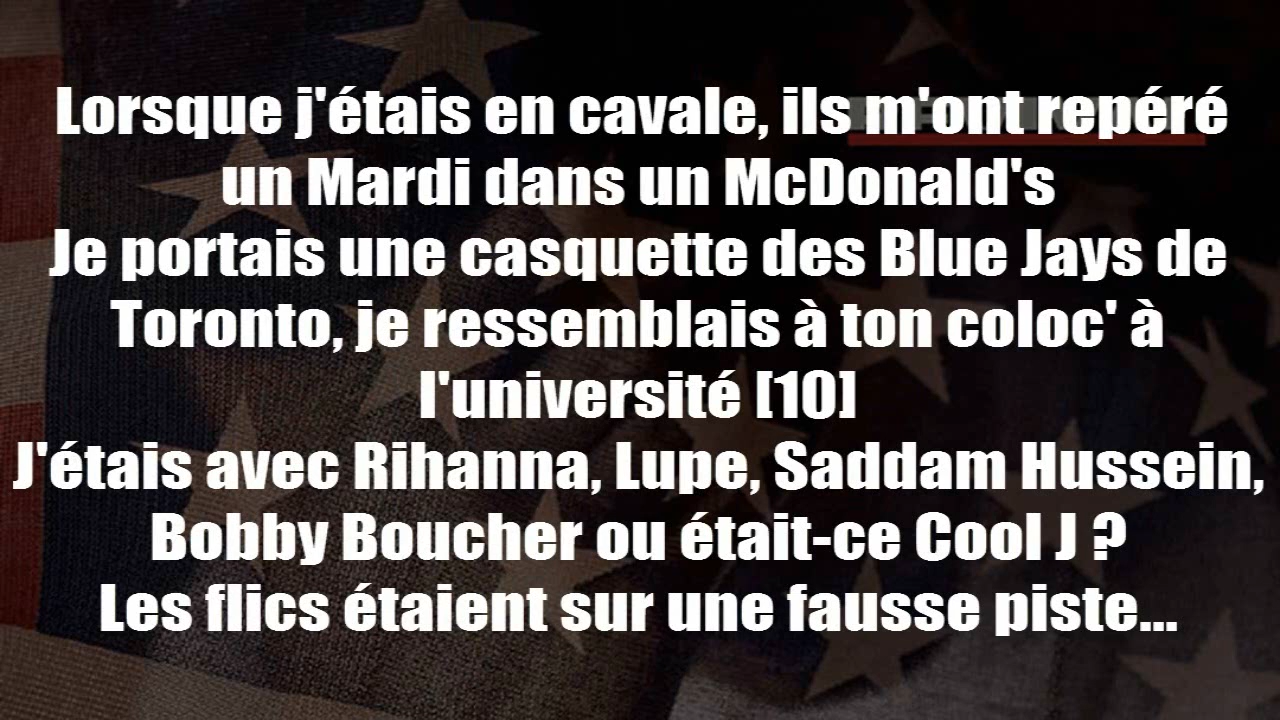 Lorsque j'étais en cavale, ils m'ont repéré
un Mardi dans un McDonald's
Je portais une casquette des Blue Jays de
Toronto, je ressemblais à ton coloc' à
l'université [10]
J'étais avec Rihanna, Lupe, Saddam Hussein,
Bobby Boucher ou était-ce Cool J ?
Les flics étaient sur une fausse piste...